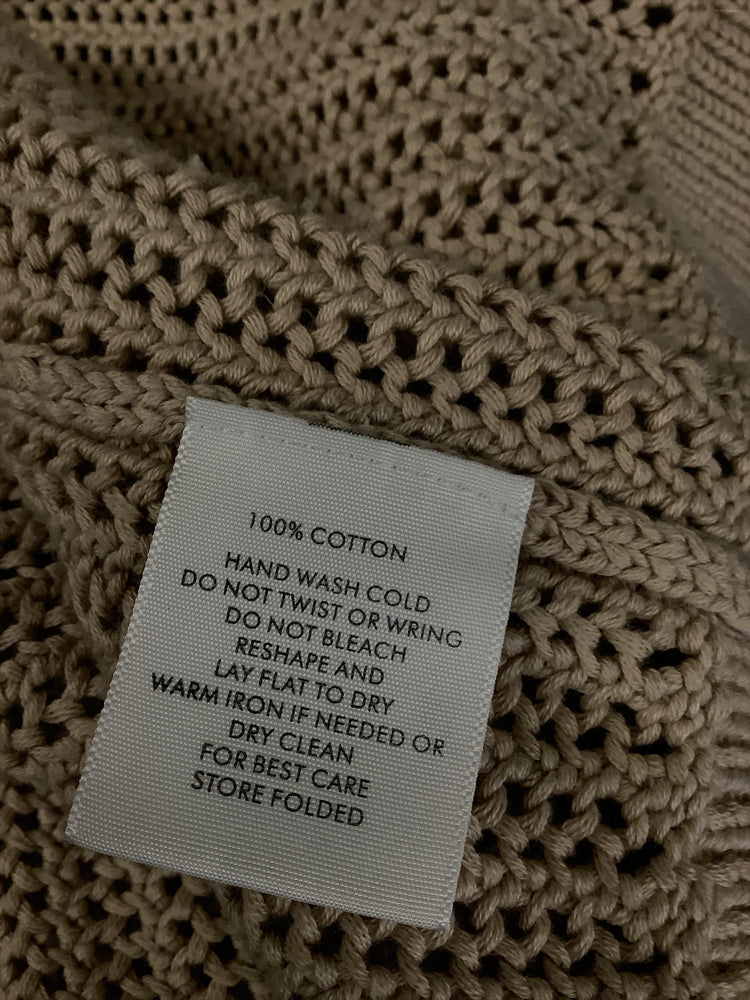 100% COTTON
HAND WASH COLD
DO NOT TWIST OR WRING
DO NOT BLEACH
RESHAPE AND
LAY FLAT TO DRY
WARM IRON IF NEEDED OR
DRY CLEAN
FOR BEST CARE
STORE FOLDED